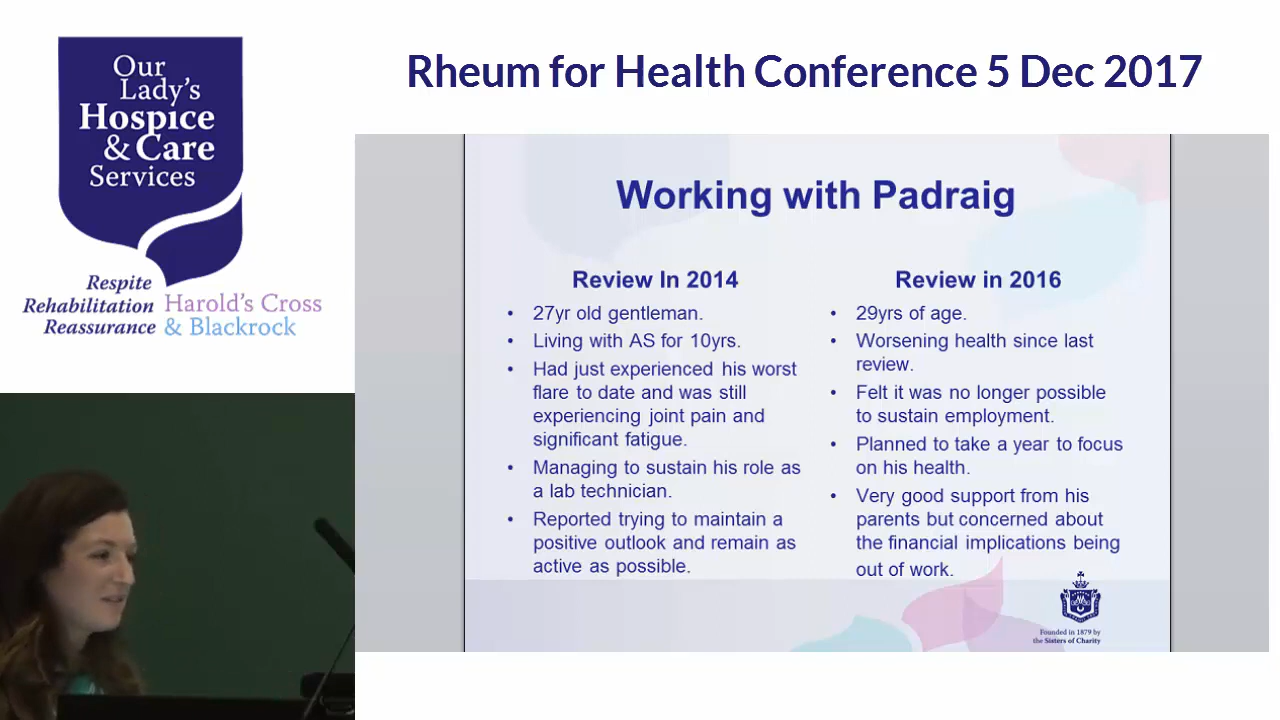 Our
Lady's
Hospice
& Care
Services
Respite
Rehabilitation
Reassurance
Harold's Cross
& Blackrock
Rheum for Health Conference 5 Dec 2017
Working with Padraig
Review In 2014
• 27yr old gentleman.
• Living with AS for 10yrs.
• Had just experienced his worst
flare to date and was still
experiencing joint pain and
significant fatigue.
• Managing to sustain his role as
a lab technician.
• Reported trying to maintain a
positive outlook and remain as
active as possible.
Review in 2016
• 29yrs of age.
• Worsening health since last
review.
• Felt it was no longer possible
to sustain employment.
• Planned to take a year to focus
on his health.
• Very good support from his
parents but concerned about
the financial implications being
out of work.
Founded in 1879 by
the Sisters of Charity